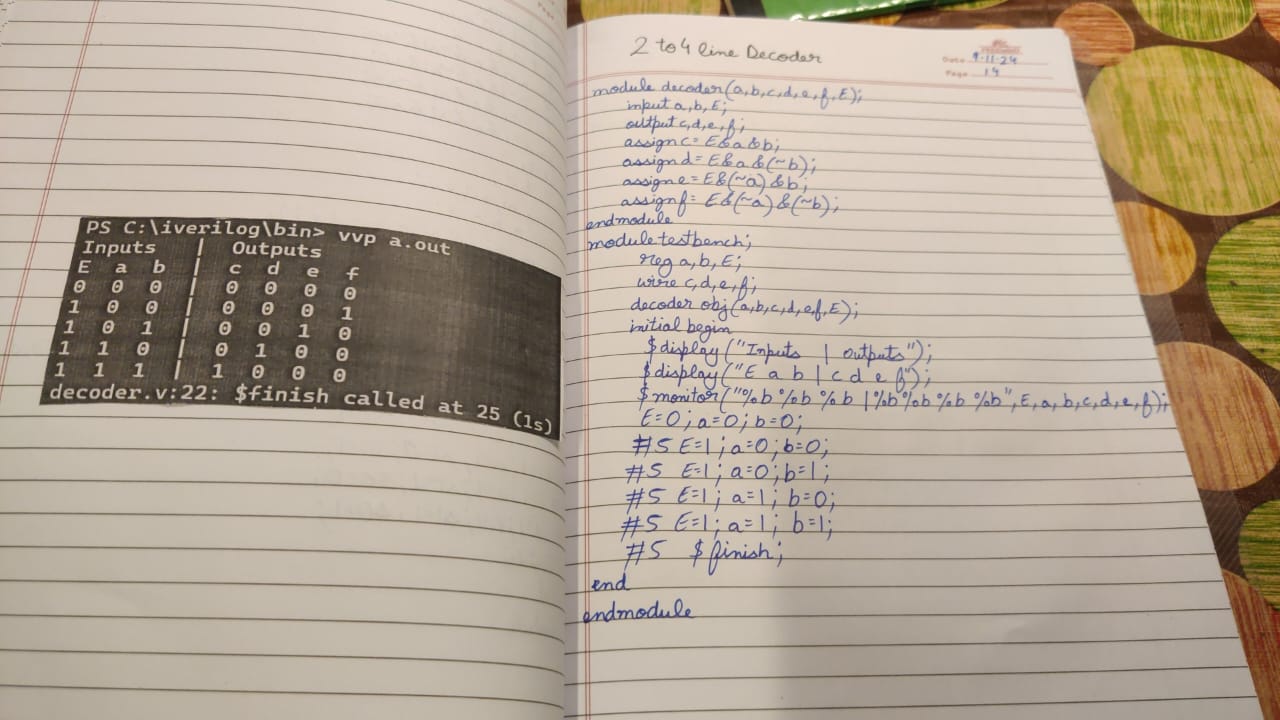 PS C:\iverilog\bin> vvp a.out
Inputs | Outputs
E a b | c d e f
0 0 0 | 0 0 0 0
1 0 0 | 0 0 0 1
1 0 1 | 0 0 1 0
1 1 0 | 0 1 0 0
1 1 1 | 1 0 0 0
decoder.v:22: $finish called at 25 (1s)
2 to 4 line Decoder
Date 9-11-24
Page 14
module decoder(a,b,c,d,e,f,E);
input a,b,E;
output c,d,e,f;
assign c= E&a&b;
assign d= E&a&(~b);
assign e= E&(~a)&b;
assign f= E&(~a)&(~b);
endmodule
module testbench;
reg a,b,E;
wire c,d,e,f;
decoder obj(a,b,c,d,e,f,E);
initial begin
$display("Inputs | outputs");
$display("E a b | c d e f");
$monitor("%b %b %b |%b %b %b %b",E,a,b,c,d,e,f);
E=0; a=0; b=0;
#5 E=1; a=0; b=0;
#5 E=1; a=0; b=1;
#5 E=1; a=1; b=0;
#5 E=1; a=1; b=1;
#5 $finish;
end
endmodule